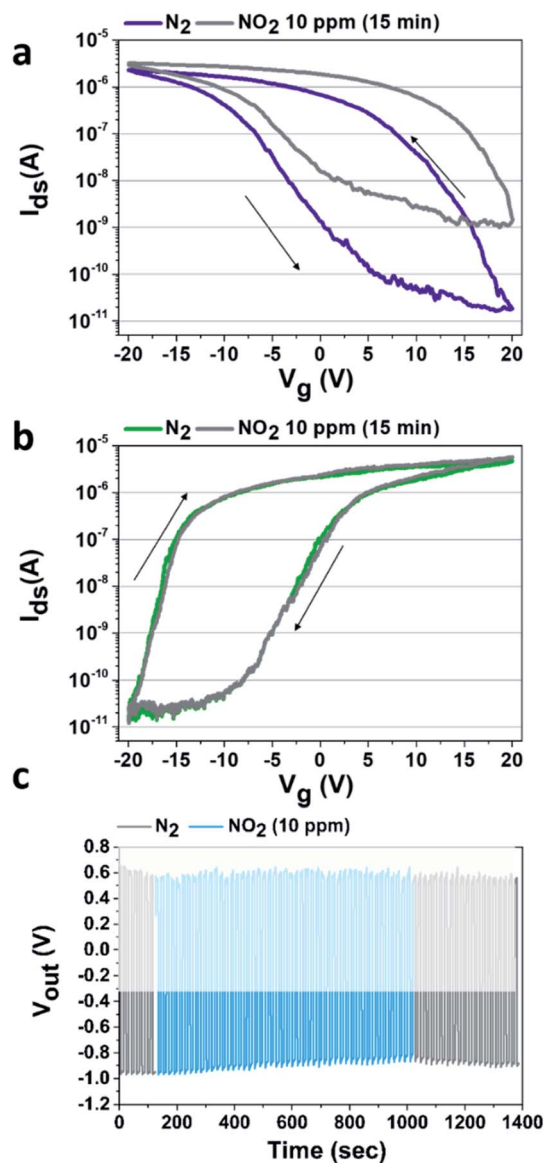 a
N2 NO2 10 ppm (15 min)
10-5
10-6
10-7
10-8
10-9
10-10
10-11
Ids(A)
-20 -15 -10 -5 0 5 10 15 20
Vg (V)
b
N2 NO2 10 ppm (15 min)
10-5
10-6
10-7
10-8
10-9
10-10
10-11
Ids(A)
-20 -15 -10 -5 0 5 10 15 20
Vg (V)
c
N2 NO2 (10 ppm)
0.8
0.6
0.4
0.2
0.0
-0.2
-0.4
-0.6
-0.8
-1.0
-1.2
Vout (V)
0 200 400 600 800 1000 1200 1400
Time (sec)